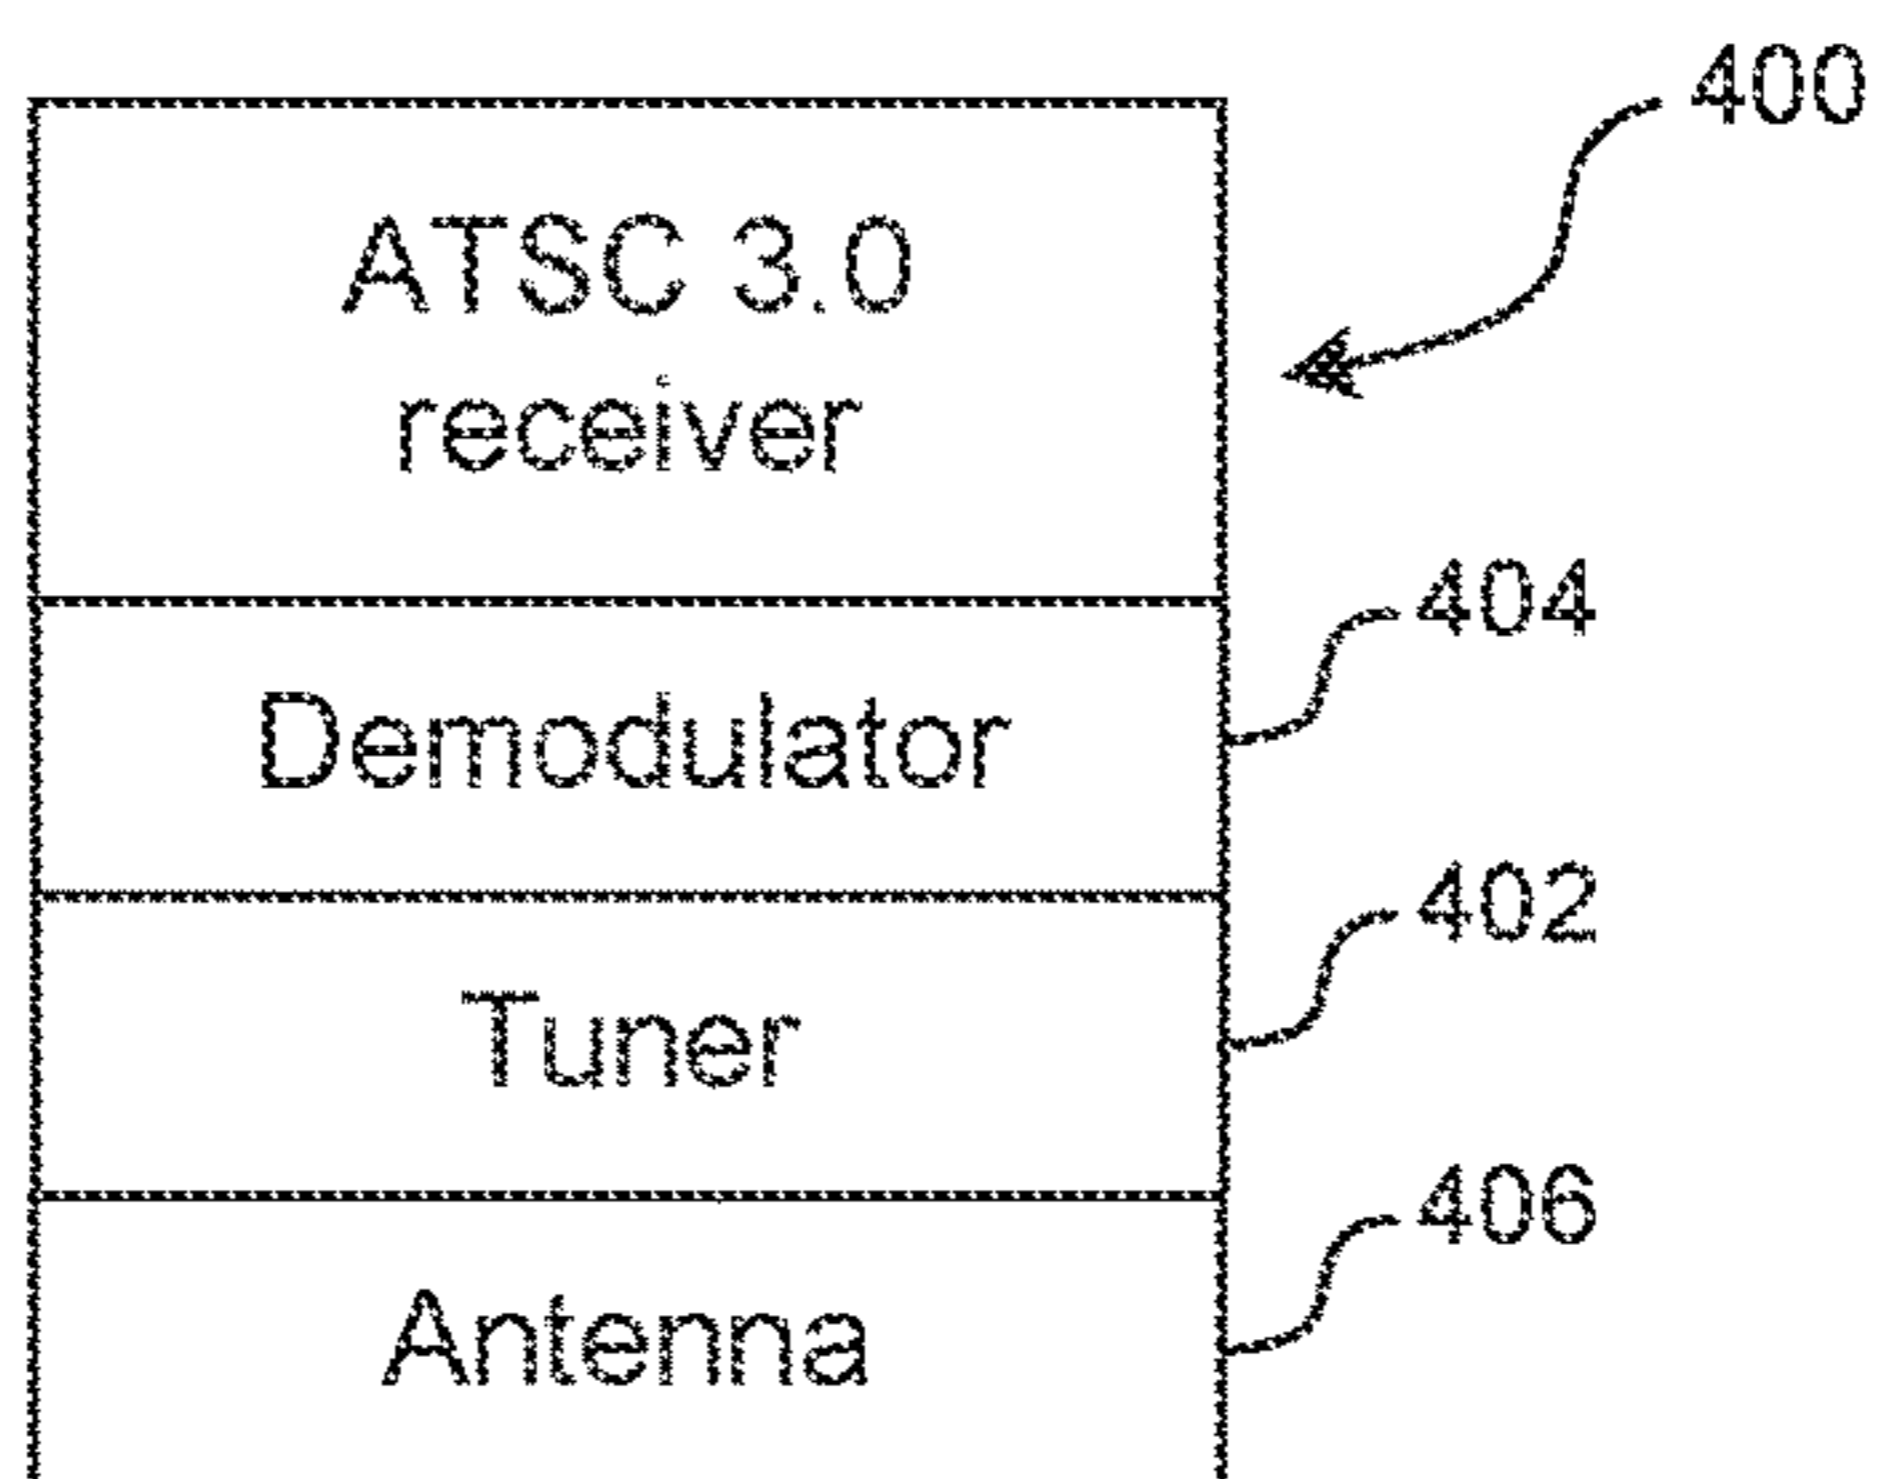 400
ATSC 3.0
receiver
404
Demodulator
402
Tuner
406
Antenna